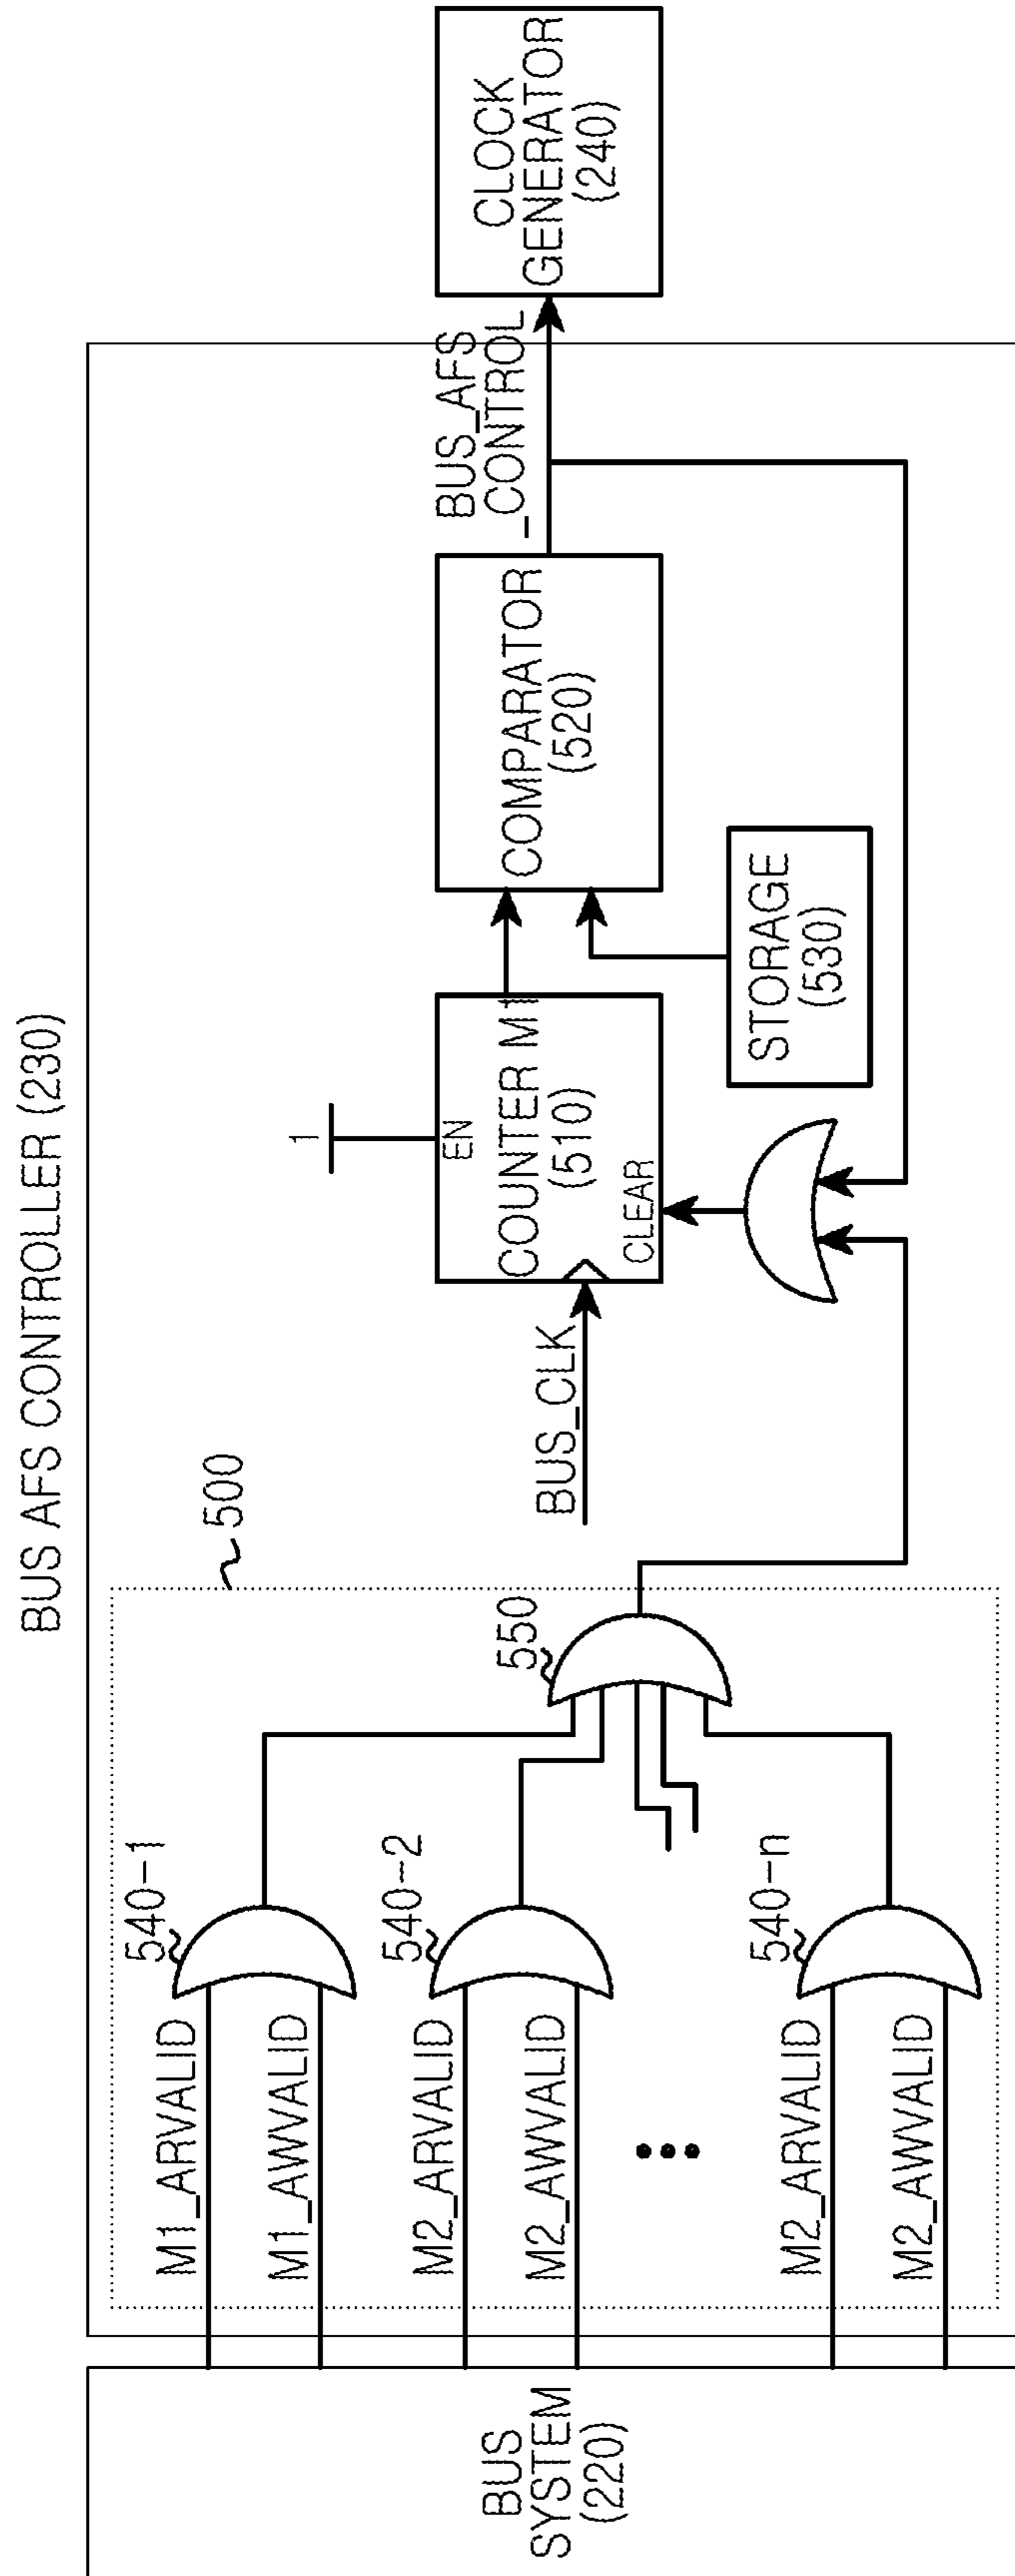 BUS AFS CONTROLLER (230)
BUS
SYSTEM
(220)
M1_ARVALID
M1_AWVALID
M2_ARVALID
M2_AWVALID
M2_ARVALID
M2_AWVALID
540-1
540-2
540-n
550
500
BUS_CLK
1
EN
COUNTER M1
(510)
CLEAR
STORAGE
(530)
COMPARATOR
(520)
BUS_AFS
_CONTROL
CLOCK
GENERATOR
(240)